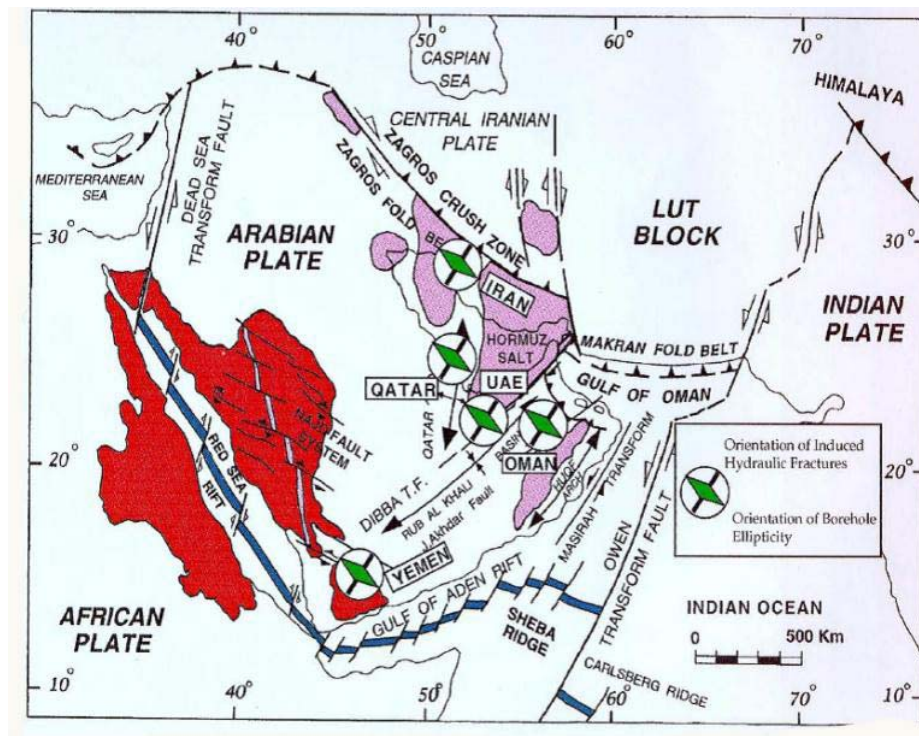 40°
50°
60°
70°
CASPIAN
SEA
HIMALAYA
CENTRAL IRANIAN
PLATE
MEDITERRANEAN
SEA
DEAD SEA
TRANSFORM FAULT
ZAGROS CRUSH ZONE
ZAGROS FOLD BE
LUT
BLOCK
30°
30°
ARABIAN
PLATE
INDIAN
PLATE
IRAN
HORMUZ
SALT
MAKRAN FOLD BELT
QATAR
UAE
GULF OF OMAN
QATAR
NAJD FAULT
SYSTEM
OMAN
BASIN
HUQF
ARCH
20°
20°
RED SEA
RIFT
DIBBA T.F.
RUB AL KHALI
J.Akhdar Fault
MASIRAH TRANSFORM
OWEN
TRANSFORM FAULT
Orientation of Induced
Hydraulic Fractures
Orientation of Borehole
Ellipticity
YEMEN
AFRICAN
PLATE
GULF OF ADEN RIFT
SHEBA
RIDGE
INDIAN OCEAN
0 500 Km
CARLSBERG RIDGE
10°
10°
40°
50°
60°
70°